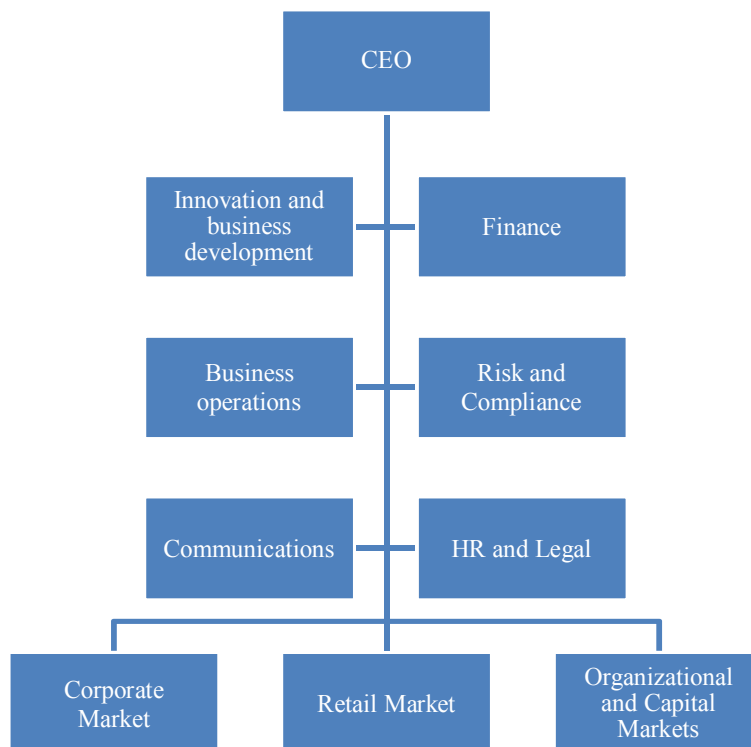 CEO
Innovation and
business
development
Finance
Business
operations
Risk and
Compliance
Communications
HR and Legal
Corporate
Market
Retail Market
Organizational
and Capital
Markets